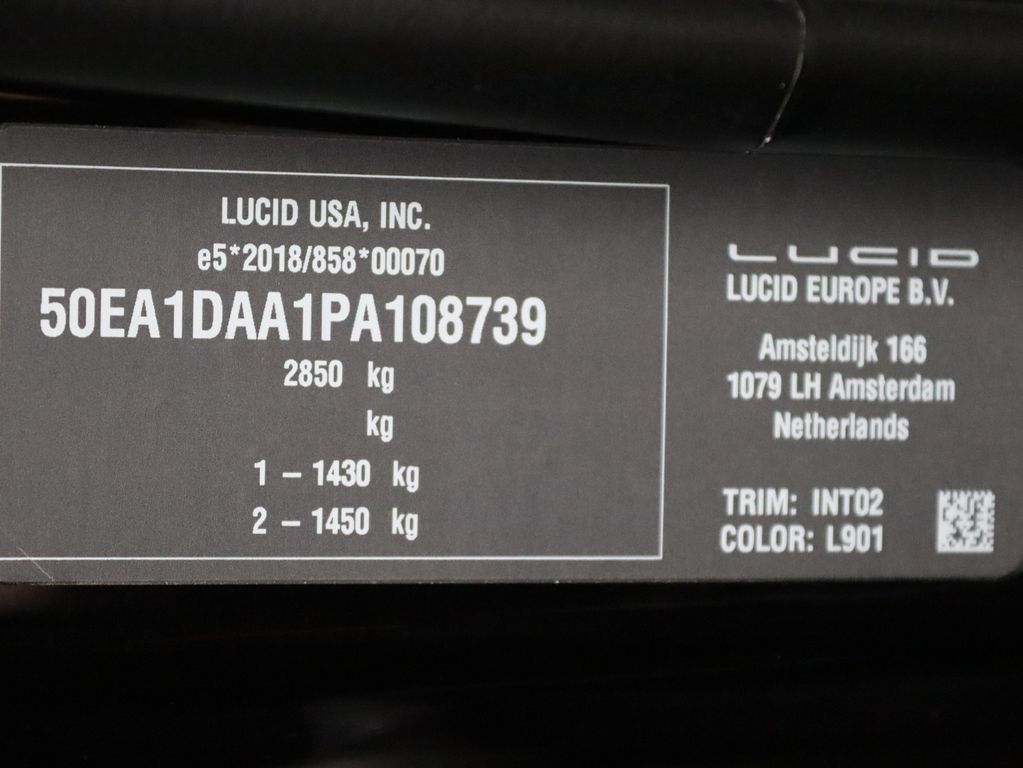 LUCID USA, INC.
e5*2018/858*00070
50EA1DAA1PA108739
2850 kg
kg
1 – 1430 kg
2 – 1450 kg
LUCID
LUCID EUROPE B.V.
Amsteldijk 166
1079 LH Amsterdam
Netherlands
TRIM: INT02
COLOR: L901